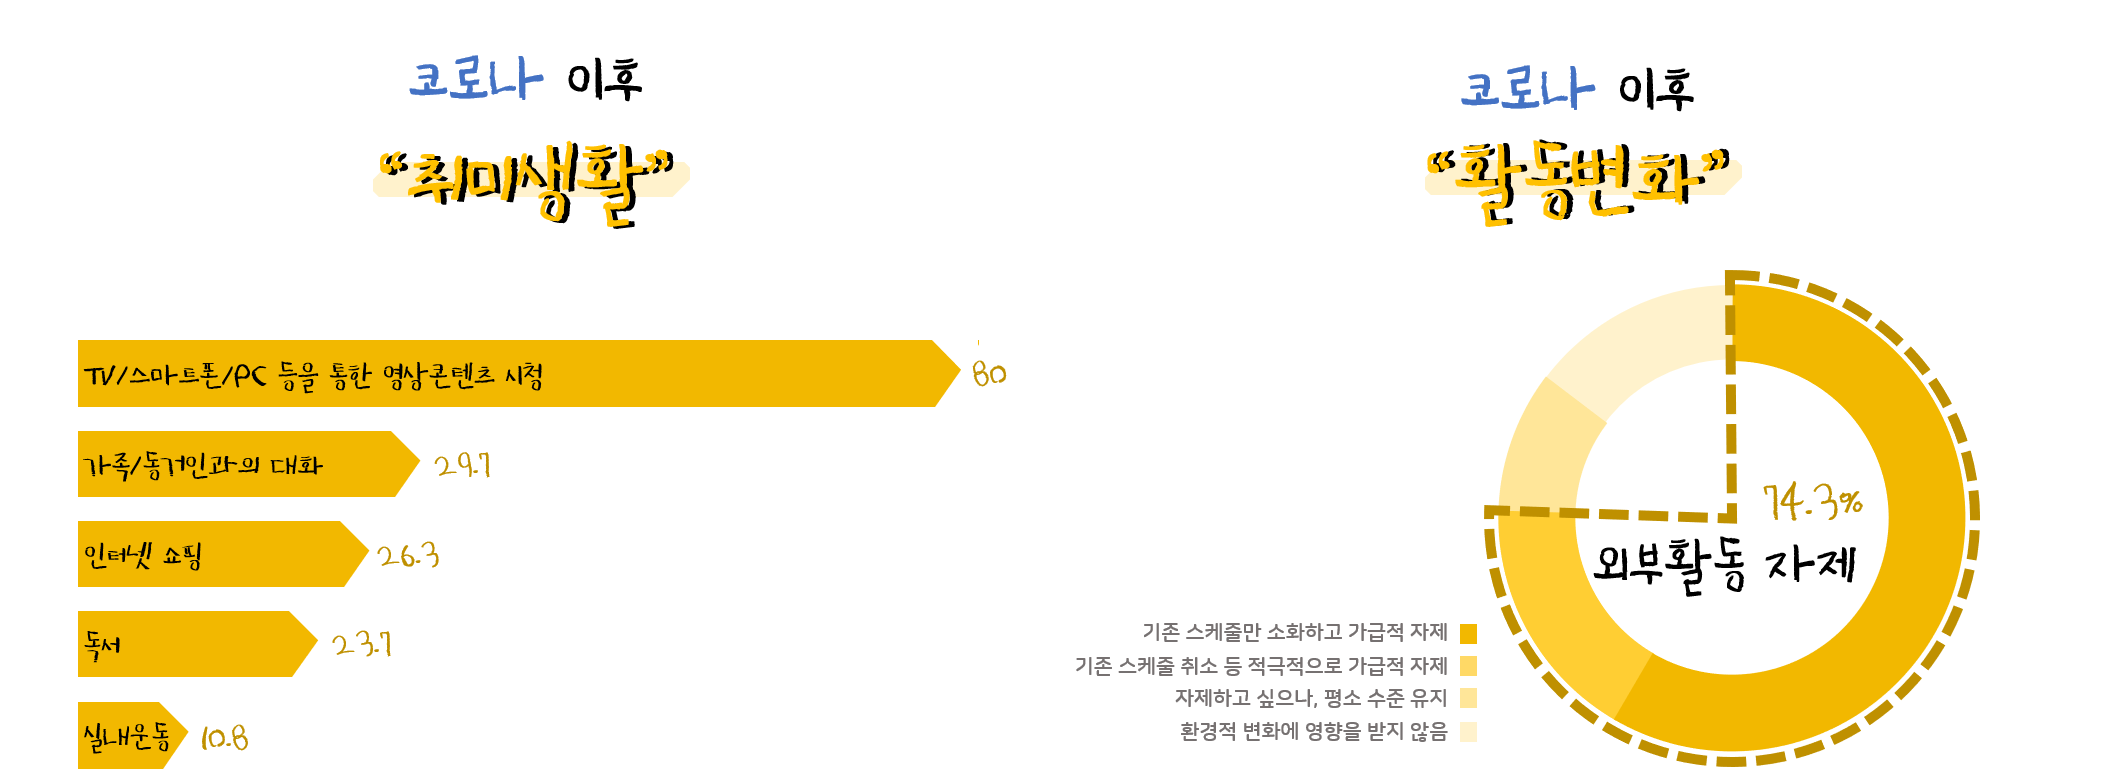 코로나 이후
“취미생활”
TV/스마트폰/PC 등을 통한 영상콘텐츠 시청
80
가족/동거인과의 대화
29.7
인터넷 쇼핑
26.3
독서
23.7
실내운동
10.8
코로나 이후
“활동변화”
74.3%
외부활동 자제
기존 스케줄만 소화하고 가급적 자제
기존 스케줄 취소 등 적극적으로 가급적 자제
자제하고 싶으나, 평소 수준 유지
환경적 변화에 영향을 받지 않음